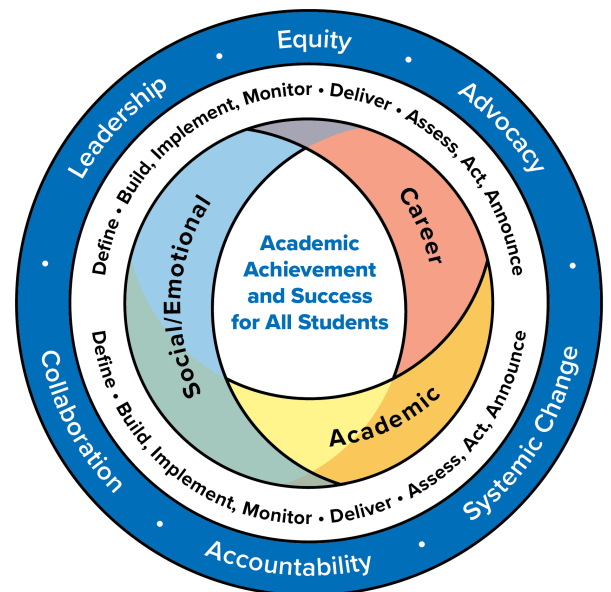 Equity
Leadership • Advocacy
Collaboration • Systemic Change
Accountability
Define • Build, Implement, Monitor • Deliver • Assess, Act, Announce
Define • Build, Implement, Monitor • Deliver • Assess, Act, Announce
Social/Emotional
Career
Academic
Academic
Achievement
and Success
for All Students